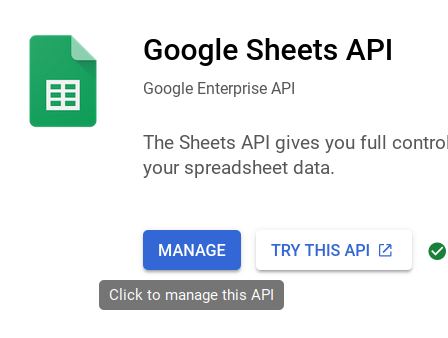 Google Sheets API
Google Enterprise API
The Sheets API gives you full control
your spreadsheet data.
MANAGE
TRY THIS API
Click to manage this API